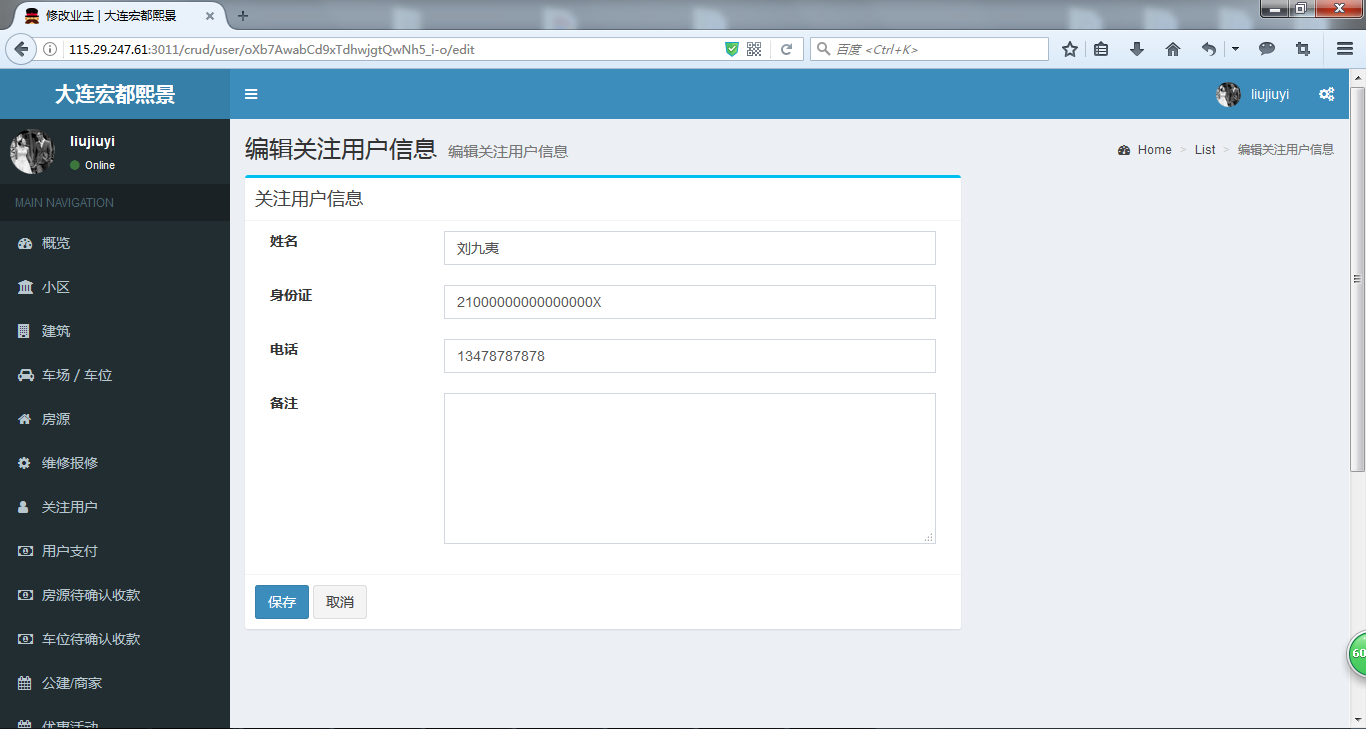 修改业主 | 大连宏都熙景
115.29.247.61:3011/crud/user/oXb7AwabCd9xTdhwjgtQwNh5_i-o/edit
百度 <Ctrl+K>
大连宏都熙景
liujiuyi
liujiuyi
Online
编辑关注用户信息 编辑关注用户信息
Home > List > 编辑关注用户信息
MAIN NAVIGATION
概览
小区
建筑
车场 / 车位
房源
维修报修
关注用户
用户支付
房源待确认收款
车位待确认收款
公建/商家
优惠活动
关注用户信息
姓名
刘九夷
身份证
21000000000000000X
电话
13478787878
备注
保存 取消
60